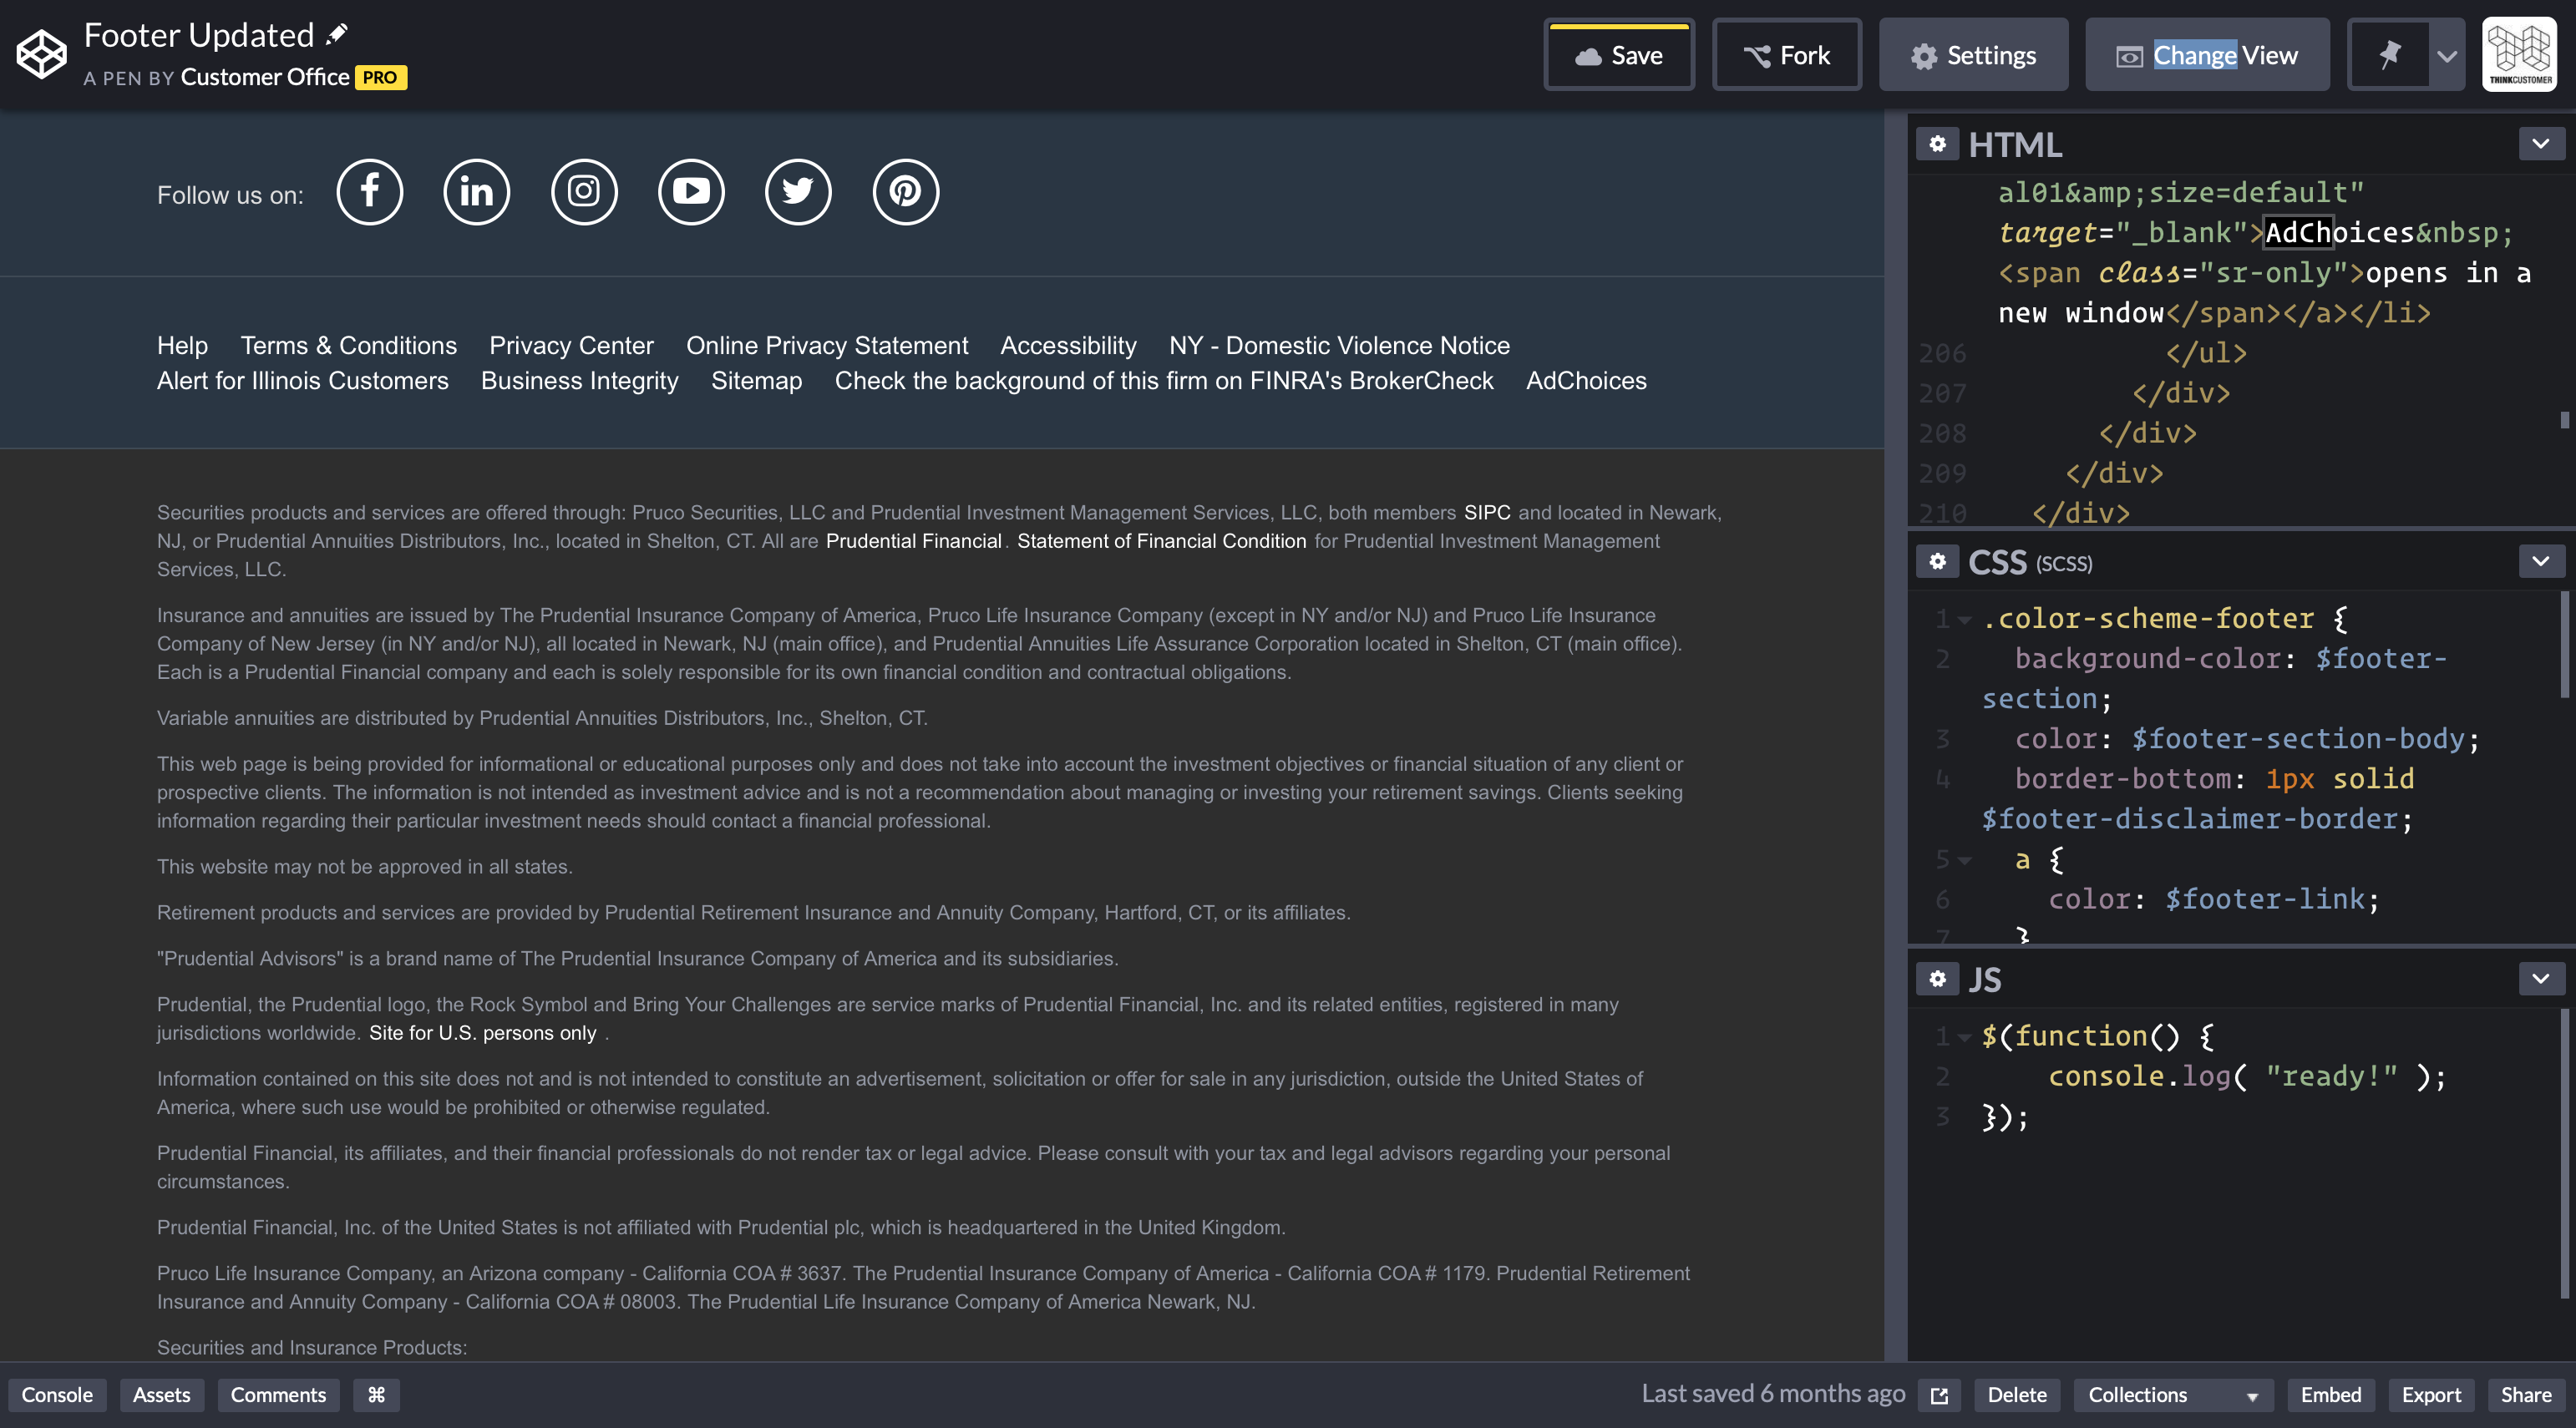 Footer Updated
A PEN BY Customer Office PRO
Save
Fork
Settings
Change View
THINKCUSTOMER
Follow us on:
Help Terms & Conditions Privacy Center Online Privacy Statement Accessibility NY - Domestic Violence Notice
Alert for Illinois Customers Business Integrity Sitemap Check the background of this firm on FINRA's BrokerCheck AdChoices
Securities products and services are offered through: Pruco Securities, LLC and Prudential Investment Management Services, LLC, both members SIPC and located in Newark,
NJ, or Prudential Annuities Distributors, Inc., located in Shelton, CT. All are Prudential Financial. Statement of Financial Condition for Prudential Investment Management
Services, LLC.
Insurance and annuities are issued by The Prudential Insurance Company of America, Pruco Life Insurance Company (except in NY and/or NJ) and Pruco Life Insurance
Company of New Jersey (in NY and/or NJ), all located in Newark, NJ (main office), and Prudential Annuities Life Assurance Corporation located in Shelton, CT (main office).
Each is a Prudential Financial company and each is solely responsible for its own financial condition and contractual obligations.
Variable annuities are distributed by Prudential Annuities Distributors, Inc., Shelton, CT.
This web page is being provided for informational or educational purposes only and does not take into account the investment objectives or financial situation of any client or
prospective clients. The information is not intended as investment advice and is not a recommendation about managing or investing your retirement savings. Clients seeking
information regarding their particular investment needs should contact a financial professional.
This website may not be approved in all states.
Retirement products and services are provided by Prudential Retirement Insurance and Annuity Company, Hartford, CT, or its affiliates.
"Prudential Advisors" is a brand name of The Prudential Insurance Company of America and its subsidiaries.
Prudential, the Prudential logo, the Rock Symbol and Bring Your Challenges are service marks of Prudential Financial, Inc. and its related entities, registered in many
jurisdictions worldwide. Site for U.S. persons only .
Information contained on this site does not and is not intended to constitute an advertisement, solicitation or offer for sale in any jurisdiction, outside the United States of
America, where such use would be prohibited or otherwise regulated.
Prudential Financial, its affiliates, and their financial professionals do not render tax or legal advice. Please consult with your tax and legal advisors regarding your personal
circumstances.
Prudential Financial, Inc. of the United States is not affiliated with Prudential plc, which is headquartered in the United Kingdom.
Pruco Life Insurance Company, an Arizona company - California COA # 3637. The Prudential Insurance Company of America - California COA # 1179. Prudential Retirement
Insurance and Annuity Company - California COA # 08003. The Prudential Life Insurance Company of America Newark, NJ.
Securities and Insurance Products:
HTML
al01&amp;size=default"
target="_blank">AdChoices&nbsp;
<span class="sr-only">opens in a
new window</span></a></li>
206 </ul>
207 </div>
208 </div>
209 </div>
210 </div>
CSS (SCSS)
1 .color-scheme-footer {
2 background-color: $footer-
section;
3 color: $footer-section-body;
4 border-bottom: 1px solid
$footer-disclaimer-border;
5 a {
6 color: $footer-link;
7 }
JS
1 $(function() {
2 console.log( "ready!" );
3 });
Console
Assets
Comments
⌘
Last saved 6 months ago
Delete
Collections
Embed
Export
Share